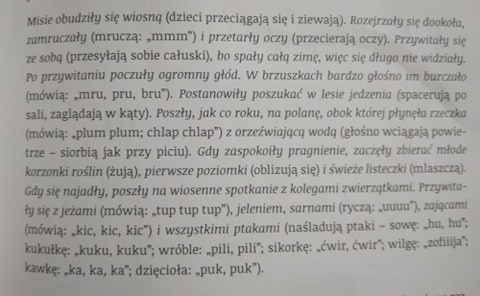 Misie obudziły się wiosną (dzieci przeciągają się i ziewają). Rozejrzały się dookoła,
zamruczały (mruczą: „mmm”) i przetarły oczy (przecierają oczy). Przywitały się
ze sobą (przesyłają sobie całuski), bo spały całą zimę, więc się długo nie widziały.
Po przywitaniu poczuły ogromny głód. W brzuszkach bardzo głośno im burczało
(mówią: „mru, pru, bru”). Postanowiły poszukać w lesie jedzenia (spacerują po
sali, zaglądają w kąty). Poszły, jak co roku, na polanę, obok której płynęła rzeczka
(mówią: „plum plum; chlap chlap”) z orzeźwiającą wodą (głośno wciągają powie-
trze – siorbią jak przy piciu). Gdy zaspokoiły pragnienie, zaczęły zbierać młode
korzonki roślin (żują), pierwsze poziomki (oblizują się) i świeże listeczki (mlaszczą).
Gdy się najadły, poszły na wiosenne spotkanie z kolegami zwierzątkami. Przywita-
ły się z jeżami (mówią: „tup tup tup”), jeleniem, sarnami (ryczą: „uuuu”), zającami
(mówią: „kic, kic, kic”) i wszystkimi ptakami (naśladują ptaki – sowę: „hu, hu”;
kukułkę: „kuku, kuku”; wróble: „pili, pili”; sikorkę: „ćwir, ćwir”; wilgę: „zofiiija”;
kawkę: „ka, ka, ka”; dzięcioła: „puk, puk”).